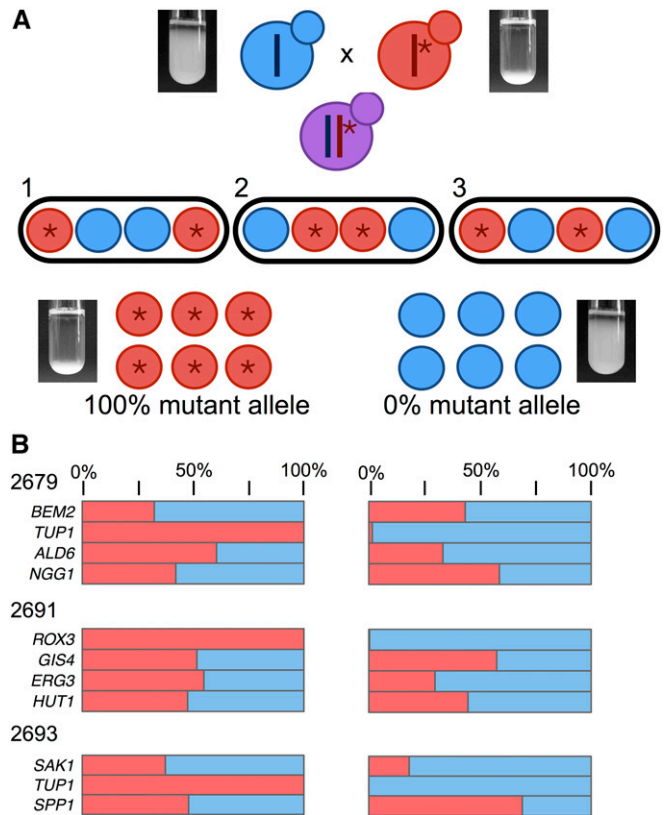 A
x
*
*
1 2 3
* * * * * *
* * *
* * *
100% mutant allele 0% mutant allele
B
0% 50% 100% 0% 50% 100%
2679
BEM2
TUP1
ALD6
NGG1
2691
ROX3
GIS4
ERG3
HUT1
2693
SAK1
TUP1
SPP1